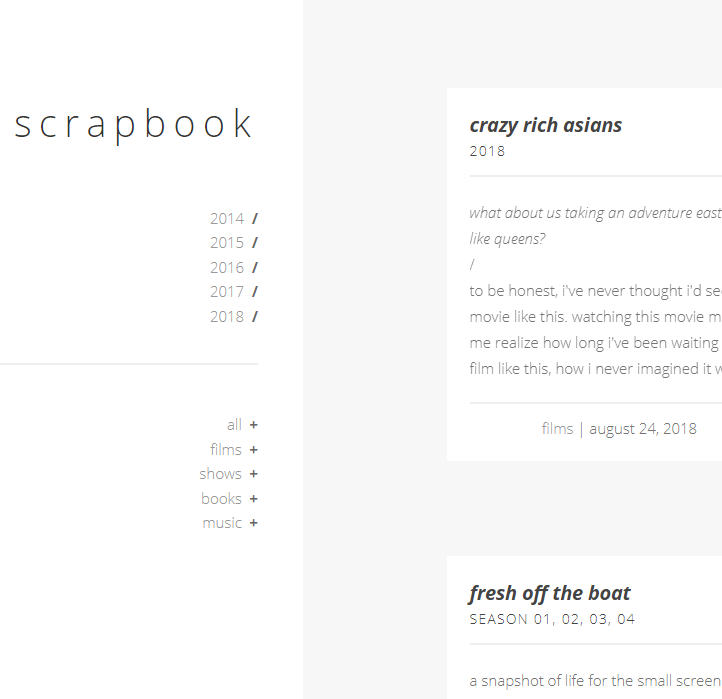 scrapbook
2014 /
2015 /
2016 /
2017 /
2018 /
all +
films +
shows +
books +
music +
crazy rich asians
2018
what about us taking an adventure east
like queens?
/
to be honest, i've never thought i'd se
movie like this. watching this movie m
me realize how long i've been waiting
film like this, how i never imagined it w
films | august 24, 2018
fresh off the boat
SEASON 01, 02, 03, 04
a snapshot of life for the small screen